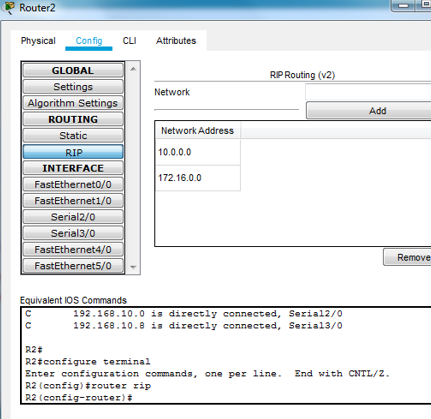 Router2
Physical Config CLI Attributes
GLOBAL
Settings
Algorithm Settings
ROUTING
Static
RIP
INTERFACE
FastEthernet0/0
FastEthernet1/0
Serial2/0
Serial3/0
FastEthernet4/0
FastEthernet5/0
RIP Routing (v2)
Network
Add
Network Address
10.0.0.0
172.16.0.0
Remove
Equivalent IOS Commands
C 192.168.10.0 is directly connected, Serial2/0
C 192.168.10.8 is directly connected, Serial3/0
R2#
R2#configure terminal
Enter configuration commands, one per line. End with CNTL/Z.
R2(config)#router rip
R2(config-router)#